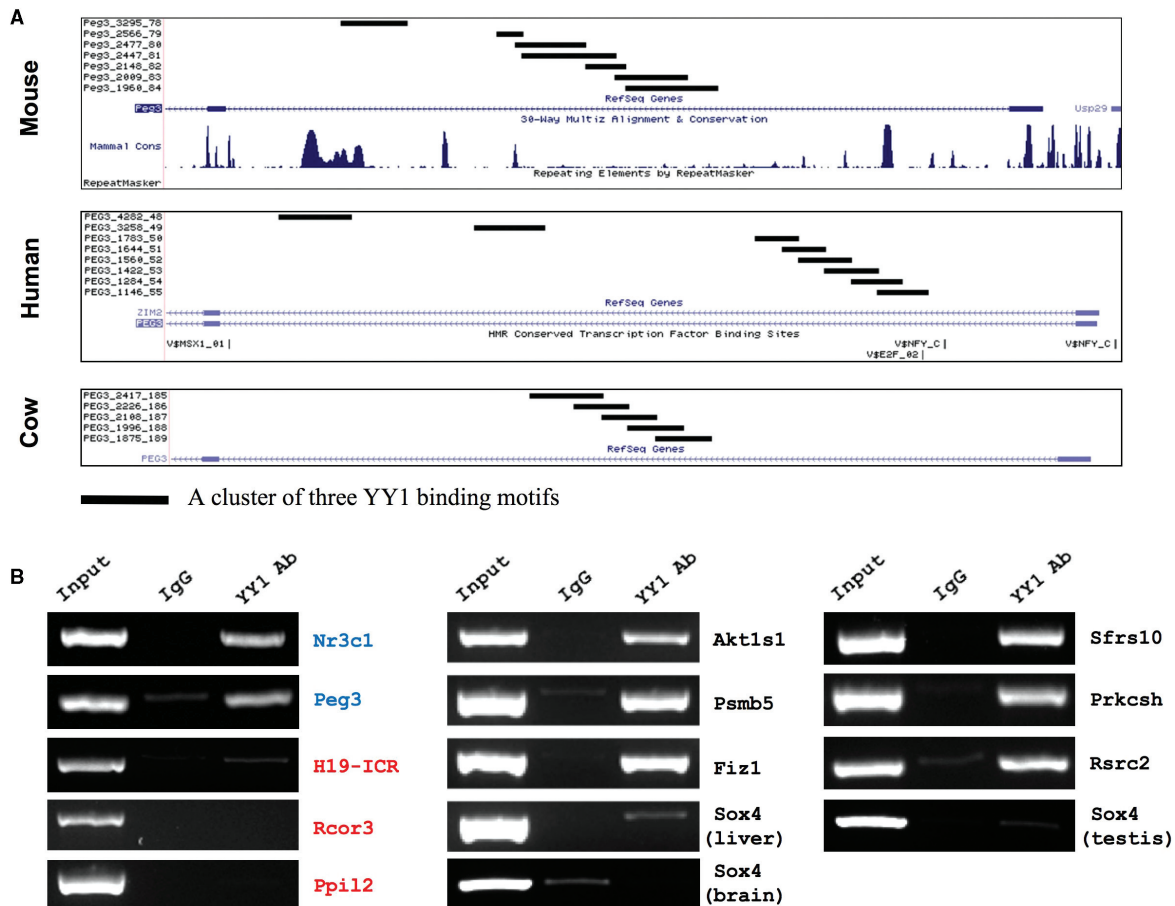 A
Mouse
Peg3_3295_78
Peg3_2566_79
Peg3_2477_80
Peg3_2447_81
Peg3_2148_82
Peg3_2009_83
Peg3_1960_84
RefSeq Genes
Peg3
Usp29
30-Way Multiz Alignment & Conservation
Mammal Cons
Repeating Elements by RepeatMasker
RepeatMasker
Human
PEG3_4282_48
PEG3_3258_49
PEG3_1783_50
PEG3_1644_51
PEG3_1560_52
PEG3_1422_53
PEG3_1284_54
PEG3_1146_55
RefSeq Genes
ZIM2
PEG3
HMR Conserved Transcription Factor Binding Sites
V$MSX1_01 V$NFY_C V$NFY_C
V$E2F_02
Cow
PEG3_2417_185
PEG3_2226_186
PEG3_2108_187
PEG3_1996_188
PEG3_1875_189
RefSeq Genes
PEG3
A cluster of three YY1 binding motifs
B
Input IgG YY1 Ab
Nr3c1
Peg3
H19-ICR
Rcor3
Ppil2
Input IgG YY1 Ab
Akt1s1
Psmb5
Fiz1
Sox4
(liver)
Sox4
(brain)
Input IgG YY1 Ab
Sfrs10
Prkcsh
Rsrc2
Sox4
(testis)